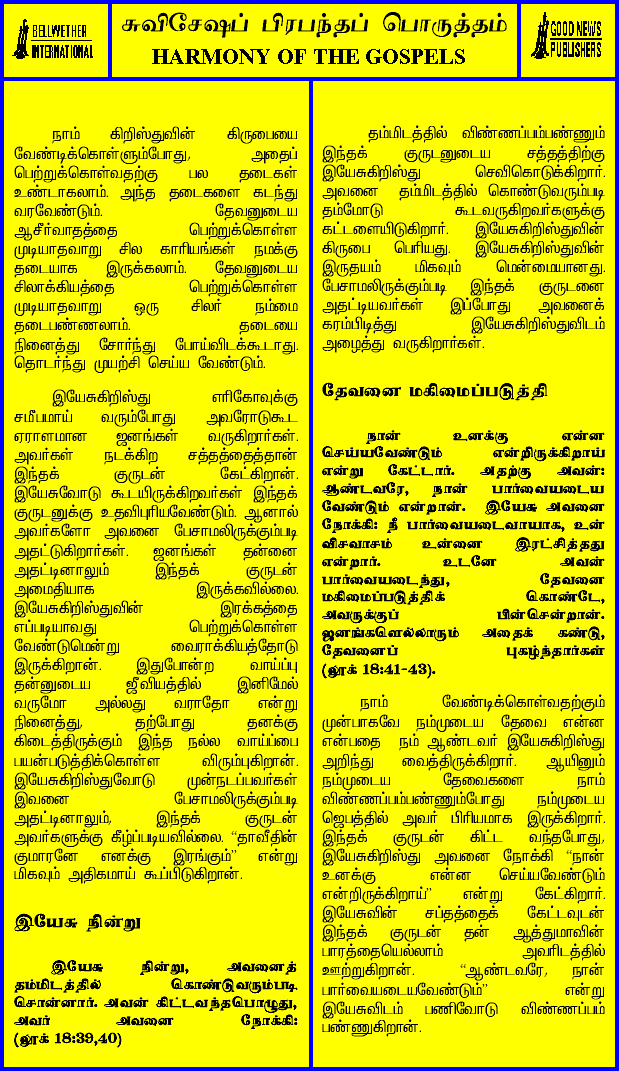 BELLWETHER
INTERNATIONAL
சுவிசேஷப் பிரபந்தப் பொருத்தம்
HARMONY OF THE GOSPELS
GOOD NEWS
PUBLISHERS
நாம் கிறிஸ்துவின் கிருபையை
வேண்டிக்கொள்ளும்போது, அதைப்
பெற்றுக்கொள்வதற்கு பல தடைகள்
உண்டாகலாம். அந்த தடைகளை கடந்து
வரவேண்டும். தேவனுடைய
ஆசீர்வாதத்தை பெற்றுக்கொள்ள
முடியாதவாறு சில காரியங்கள் நமக்கு
தடையாக இருக்கலாம். தேவனுடைய
சிலாக்கியத்தை பெற்றுக்கொள்ள
முடியாதவாறு ஒரு சிலர் நம்மை
தடைபண்ணலாம். தடையை
நினைத்து சோர்ந்து போய்விடக்கூடாது.
தொடர்ந்து முயற்சி செய்ய வேண்டும்.
இயேசுகிறிஸ்து எரிகோவுக்கு
சமீபமாய் வரும்போது அவரோடுகூட
ஏராளமான ஜனங்கள் வருகிறார்கள்.
அவர்கள் நடக்கிற சத்தத்தைத்தான்
இந்தக் குருடன் கேட்கிறான்.
இயேசுவோடு கூடயிருக்கிறவர்கள் இந்தக்
குருடனுக்கு உதவிபுரியவேண்டும். ஆனால்
அவர்களோ அவனை பேசாமலிருக்கும்படி
அதட்டுகிறார்கள். ஜனங்கள் தன்னை
அதட்டினாலும் இந்தக் குருடன்
அமைதியாக இருக்கவில்லை.
இயேசுகிறிஸ்துவின் இரக்கத்தை
எப்படியாவது பெற்றுக்கொள்ள
வேண்டுமென்று வைராக்கியத்தோடு
இருக்கிறான். இதுபோன்ற வாய்ப்பு
தன்னுடைய ஜீவியத்தில் இனிமேல்
வருமோ அல்லது வராதோ என்று
நினைத்து, தற்போது தனக்கு
கிடைத்திருக்கும் இந்த நல்ல வாய்ப்பை
பயன்படுத்திக்கொள்ள விரும்புகிறான்.
இயேசுகிறிஸ்துவோடு முன்நடப்பவர்கள்
இவனை பேசாமலிருக்கும்படி
அதட்டினாலும், இந்தக் குருடன்
அவர்களுக்கு கீழ்ப்படியவில்லை. “தாவீதின்
குமாரனே எனக்கு இரங்கும்” என்று
மிகவும் அதிகமாய் கூப்பிடுகிறான்.
இயேசு நின்று
இயேசு நின்று, அவனைத்
தம்மிடத்தில் கொண்டுவரும்படி
சொன்னார். அவன் கிட்டவந்தபொழுது,
அவர் அவனை நோக்கி:
(லூக் 18:39,40)
தம்மிடத்தில் விண்ணப்பம்பண்ணும்
இந்தக் குருடனுடைய சத்தத்திற்கு
இயேசுகிறிஸ்து செவிகொடுக்கிறார்.
அவனை தம்மிடத்தில் கொண்டுவரும்படி
தம்மோடு கூடவருகிறவர்களுக்கு
கட்டளையிடுகிறார். இயேசுகிறிஸ்துவின்
கிருபை பெரியது. இயேசுகிறிஸ்துவின்
இருதயம் மிகவும் மென்மையானது.
பேசாமலிருக்கும்படி இந்தக் குருடனை
அதட்டியவர்கள் இப்போது அவனைக்
கரம்பிடித்து இயேசுகிறிஸ்துவிடம்
அழைத்து வருகிறார்கள்.
தேவனை மகிமைப்படுத்தி
நான் உனக்கு என்ன
செய்யவேண்டும் என்றிருக்கிறாய்
என்று கேட்டார். அதற்கு அவன்:
ஆண்டவரே, நான் பார்வையடைய
வேண்டும் என்றான். இயேசு அவனை
நோக்கி: நீ பார்வையடைவாயாக, உன்
விசுவாசம் உன்னை இரட்சித்தது
என்றார். உடனே அவன்
பார்வையடைந்து, தேவனை
மகிமைப்படுத்திக் கொண்டே,
அவருக்குப் பின்சென்றான்.
ஜனங்களெல்லாரும் அதைக் கண்டு,
தேவனைப் புகழ்ந்தார்கள்
(லூக் 18:41-43).
நாம் வேண்டிக்கொள்வதற்கும்
முன்பாகவே நம்முடைய தேவை என்ன
என்பதை நம் ஆண்டவர் இயேசுகிறிஸ்து
அறிந்து வைத்திருக்கிறார். ஆயினும்
நம்முடைய தேவைகளை நாம்
விண்ணப்பம்பண்ணும்போது நம்முடைய
ஜெபத்தில் அவர் பிரியமாக இருக்கிறார்.
இந்தக் குருடன் கிட்ட வந்தபோது,
இயேசுகிறிஸ்து அவனை நோக்கி “நான்
உனக்கு என்ன செய்யவேண்டும்
என்றிருக்கிறாய்” என்று கேட்கிறார்.
இயேசுவின் சப்தத்தைக் கேட்டவுடன்
இந்தக் குருடன் தன் ஆத்துமாவின்
பாரத்தையெல்லாம் அவரிடத்தில்
ஊற்றுகிறான். “ஆண்டவரே, நான்
பார்வையடையவேண்டும்” என்று
இயேசுவிடம் பணிவோடு விண்ணப்பம்
பண்ணுகிறான்.